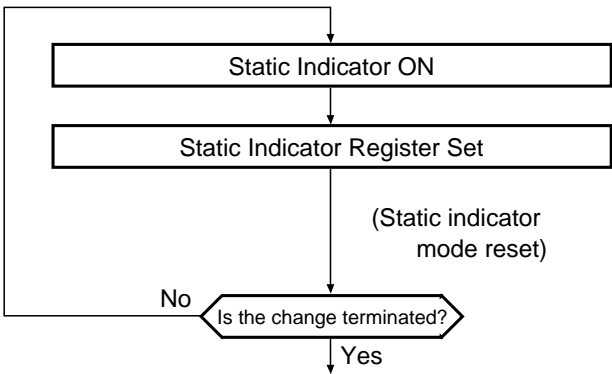 Static Indicator ON
Static Indicator Register Set
(Static indicator
mode reset)
No
Is the change terminated?
Yes